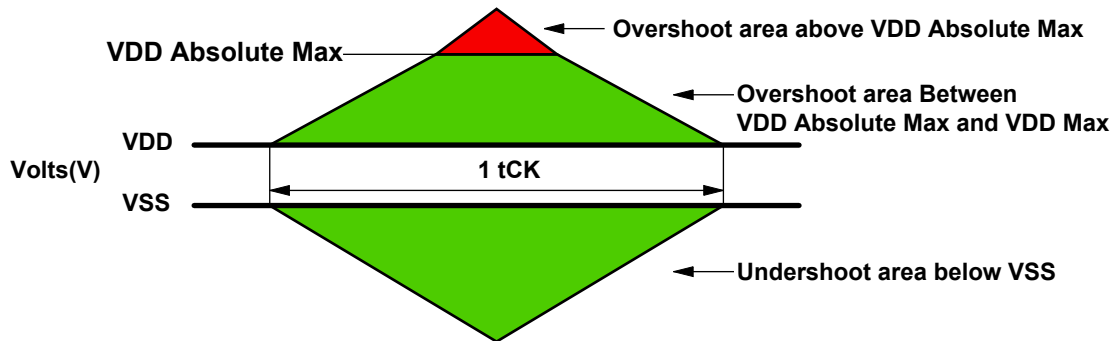 Overshoot area above VDD Absolute Max
VDD Absolute Max
Overshoot area Between
VDD Absolute Max and VDD Max
VDD
Volts(V)
1 tCK
VSS
Undershoot area below VSS